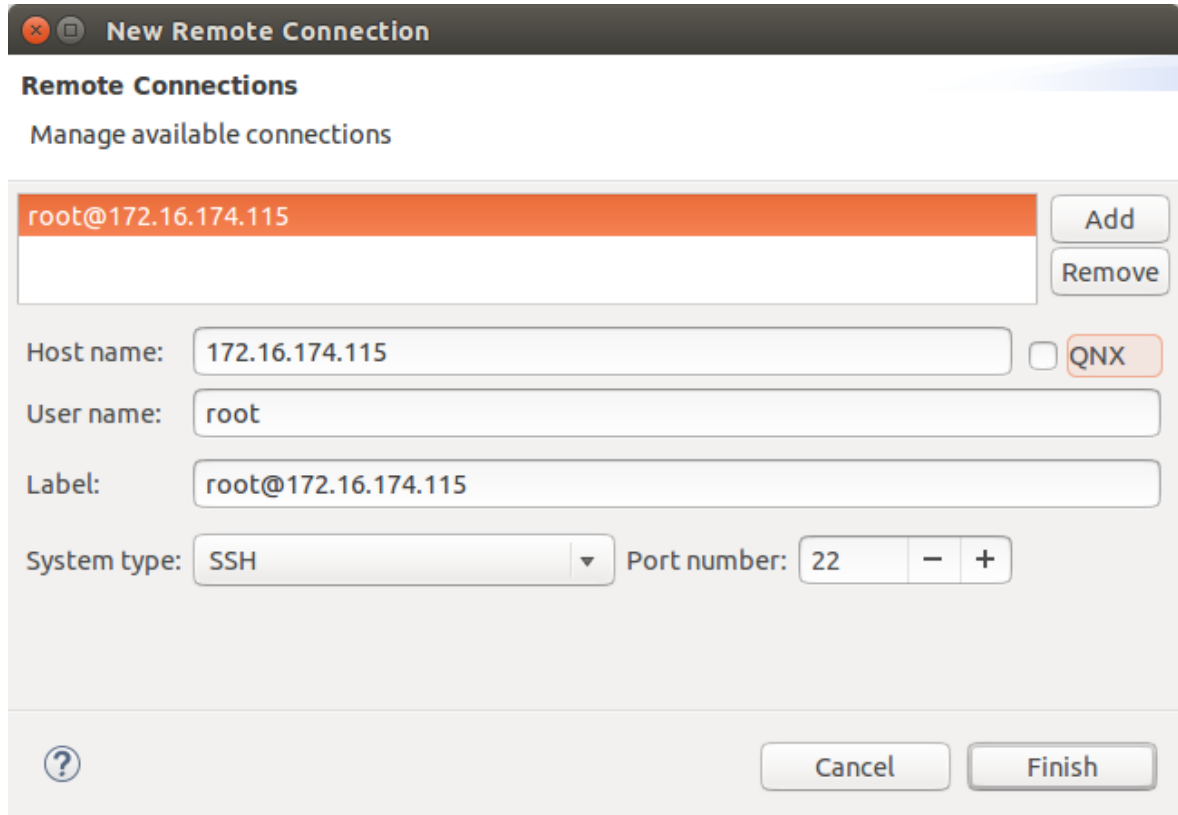 New Remote Connection
Remote Connections
Manage available connections
root@172.16.174.115
Add
Remove
Host name: 172.16.174.115 QNX
User name: root
Label: root@172.16.174.115
System type: SSH Port number: 22 − +
? Cancel Finish